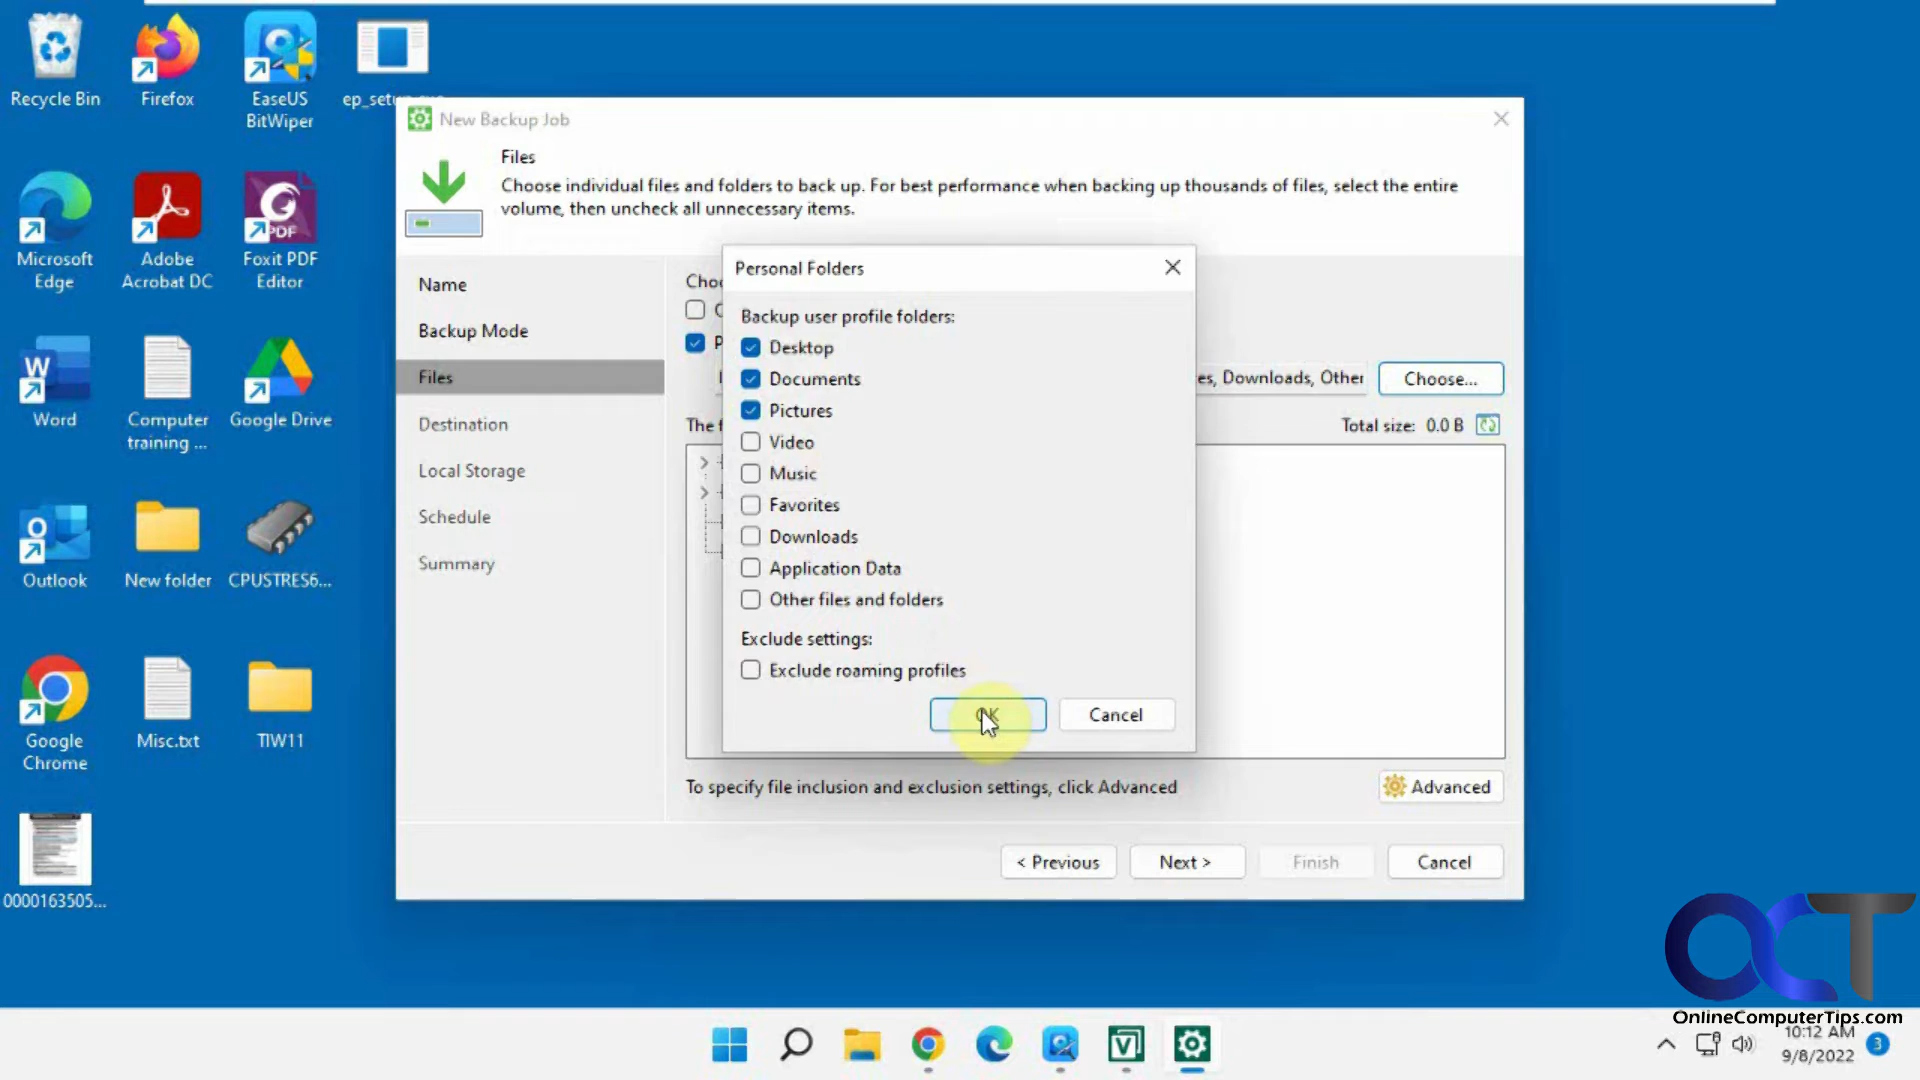 Recycle Bin
Firefox
EaseUS
BitWiper
New Backup Job
Files
Choose individual files and folders to back up. For best performance when backing up thousands of files, select the entire
volume, then uncheck all unnecessary items.
Microsoft
Edge
Adobe
Acrobat DC
PDF
Foxit PDF
Editor
Word
Computer
training ...
Google Drive
Outlook
New folder
CPUSTRES6...
Google
Chrome
Misc.txt
TIW11
0000163505...
Name
Backup Mode
Files
Destination
Local Storage
Schedule
Summary
Personal Folders
Backup user profile folders:
Desktop
Documents
Pictures
Video
Music
Favorites
Downloads
Application Data
Other files and folders
Exclude settings:
Exclude roaming profiles
OK
Cancel
es, Downloads, Other
Choose...
Total size: 0.0 B
To specify file inclusion and exclusion settings, click Advanced
Advanced
< Previous
Next >
Finish
Cancel
OCT
OnlineComputerTips.com
10:12 AM
9/8/2022
3